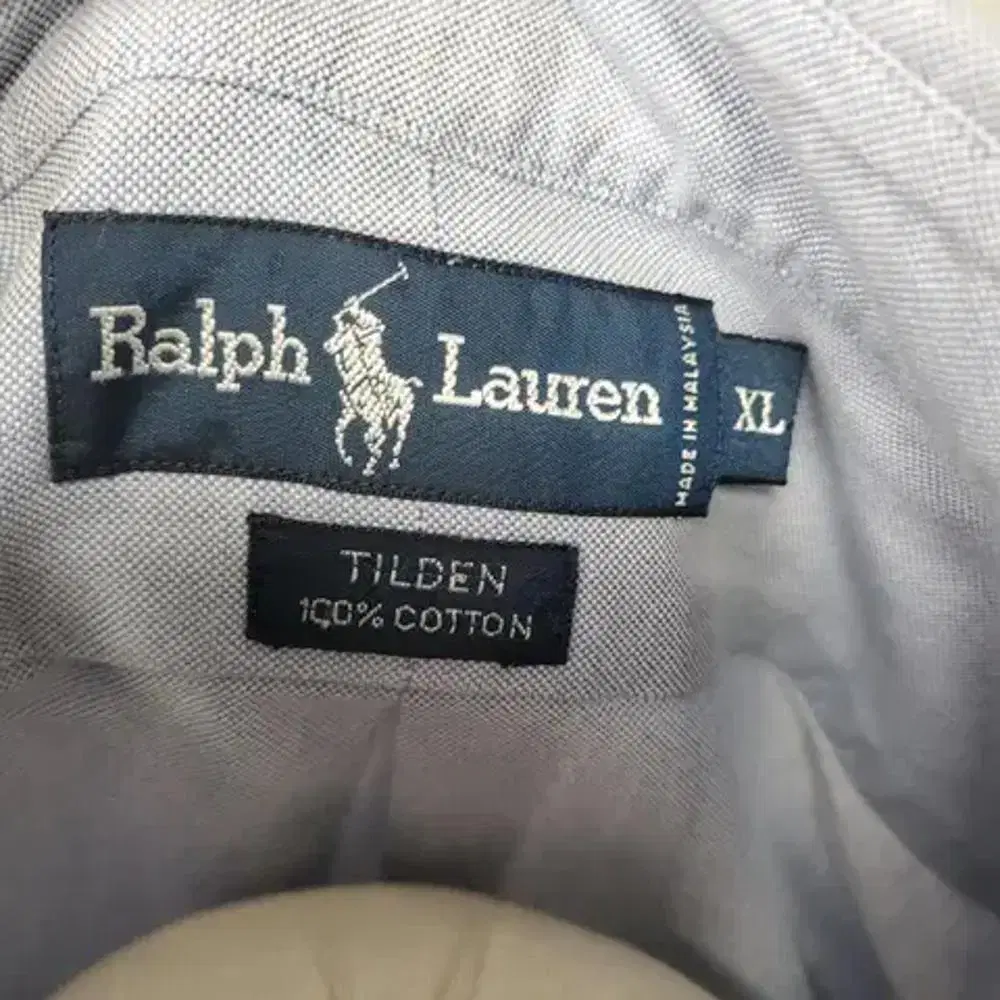 Ralph Lauren
MADE IN MALAYSIA
XL
TILDEN
100% COTTON